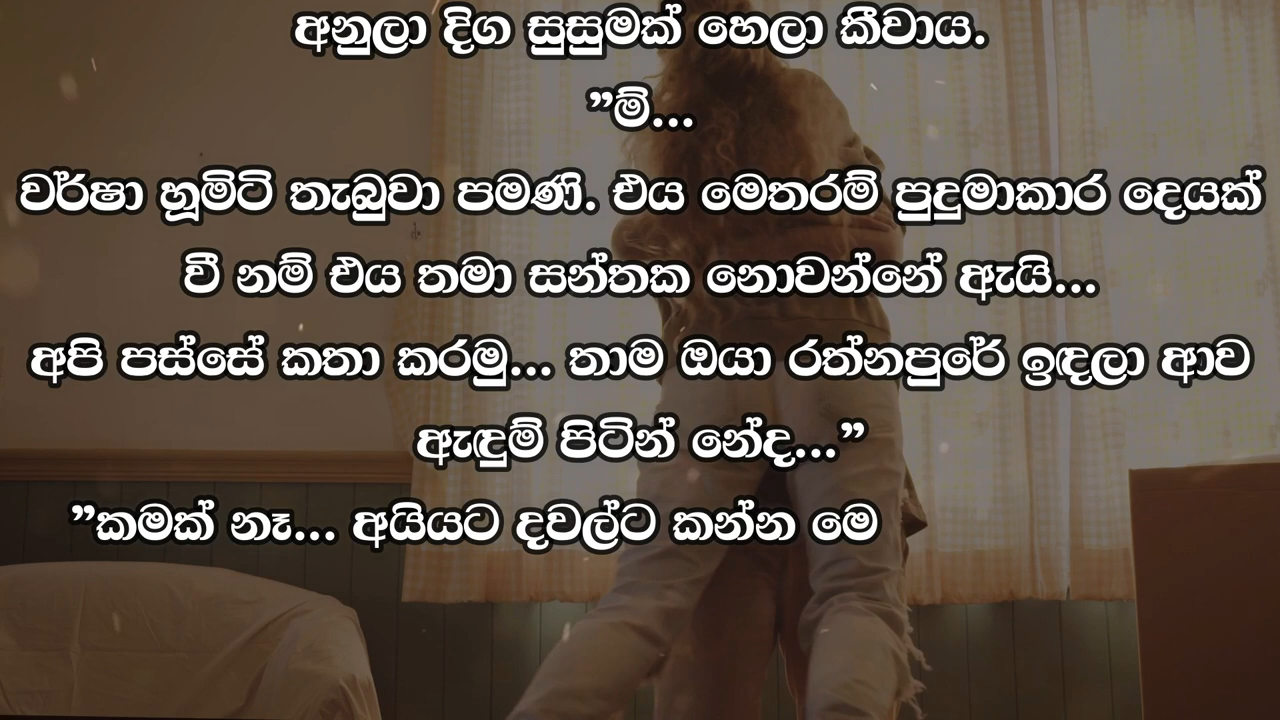 අනුලා දිග සුසුමක් හෙලා කීවාය.
”ම්...
වර්ෂා හූමිටි තැබුවා පමණි. එය මෙතරම් පුදුමාකාර දෙයක්
වී නම් එය තමා සන්තක නොවන්නේ ඇයි...
අපි පස්සේ කතා කරමු... තාම ඔයා රත්නපුරේ ඉඳලා ආව
ඇඳුම් පිටින් නේද...”
”කමක් නෑ... අයියට දවල්ට කන්න මෙ